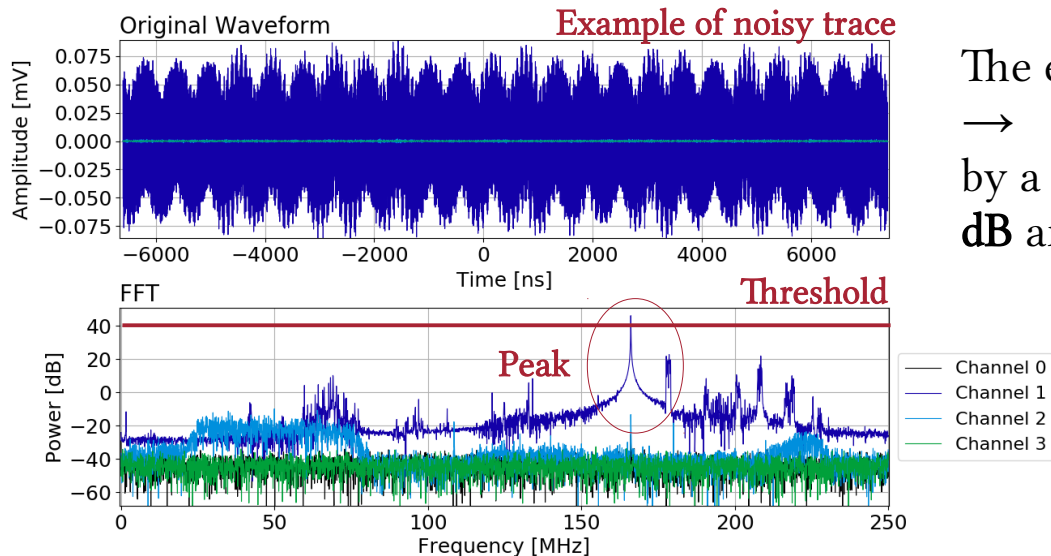 Original Waveform
Example of noisy trace
0.075
0.050
0.025
0.000
−0.025
−0.050
−0.075
Amplitude [mV]
−6000 −4000 −2000 0 2000 4000 6000
Time [ns]
The
→
by a
dB
FFT
Threshold
Peak
40
20
0
−20
−40
−60
Power [dB]
0 50 100 150 200 250
Frequency [MHz]
Channel 0
Channel 1
Channel 2
Channel 3